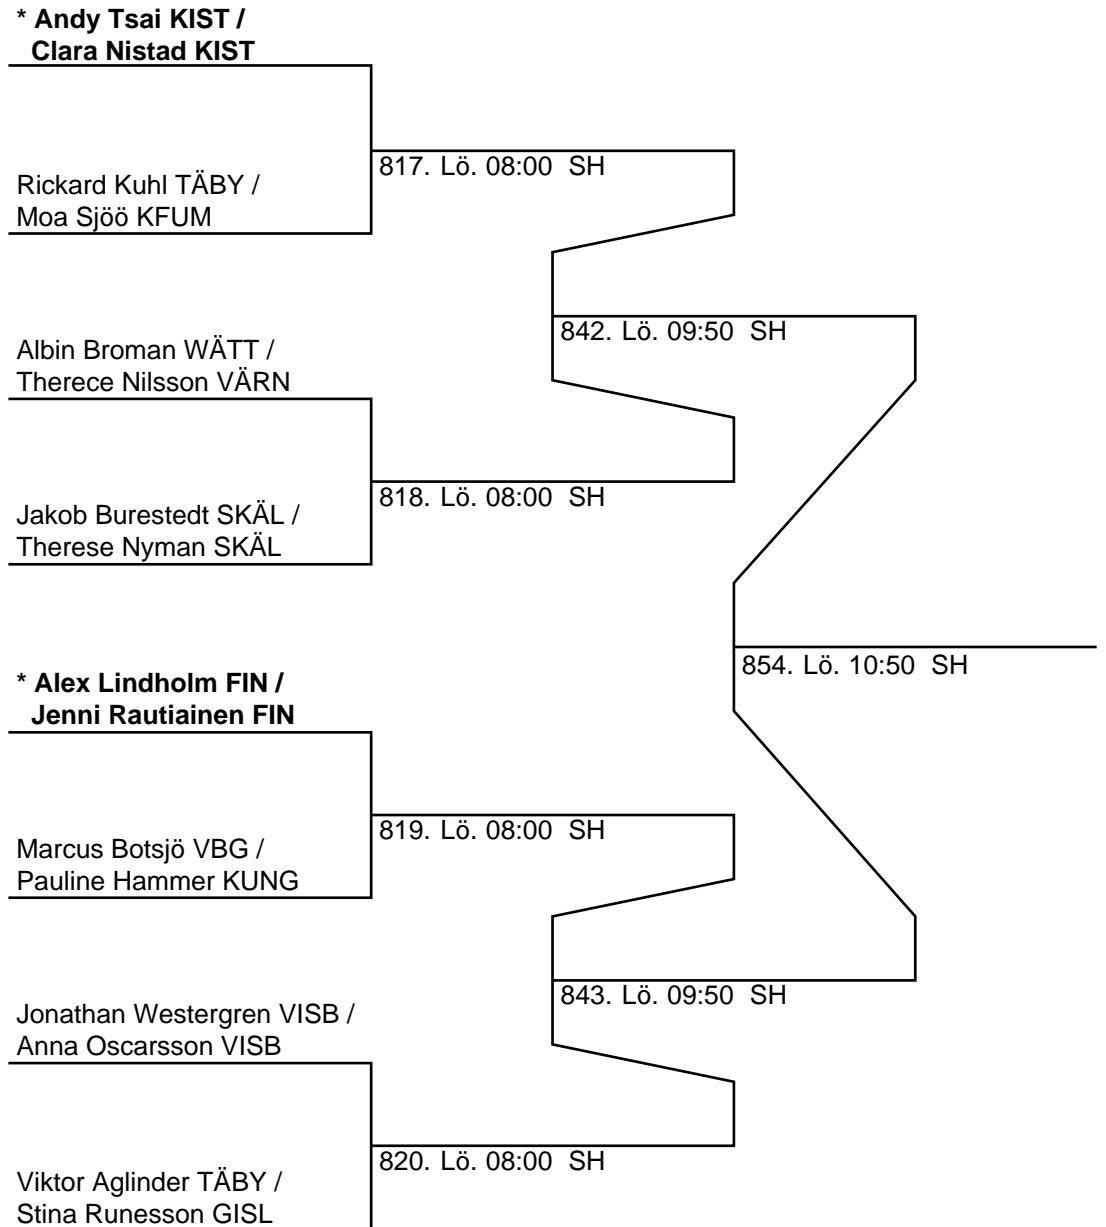 * Andy Tsai KIST /
Clara Nistad KIST
817. Lö. 08:00 SH
Rickard Kuhl TÄBY /
Moa Sjöö KFUM
842. Lö. 09:50 SH
Albin Broman WÄTT /
Therece Nilsson VÄRN
818. Lö. 08:00 SH
Jakob Burestedt SKÄL /
Therese Nyman SKÄL
854. Lö. 10:50 SH
* Alex Lindholm FIN /
Jenni Rautiainen FIN
819. Lö. 08:00 SH
Marcus Botsjö VBG /
Pauline Hammer KUNG
843. Lö. 09:50 SH
Jonathan Westergren VISB /
Anna Oscarsson VISB
820. Lö. 08:00 SH
Viktor Aglinder TÄBY /
Stina Runesson GISL